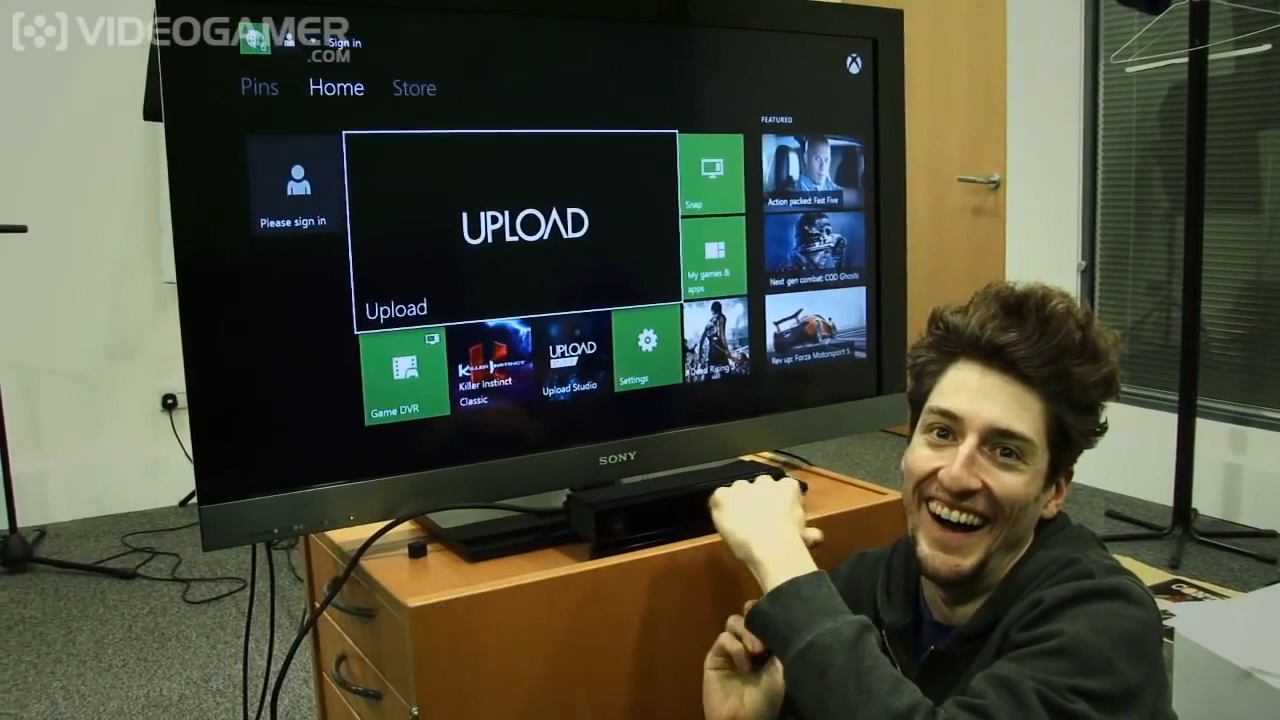 VIDEOGAMER
.COM
Sign in
Pins Home Store
FEATURED
Please sign in
UPLOAD
Upload
Snap
My games &
apps
Action packed: Fast Five
Next gen combat: COD Ghosts
Rev up: Forza Motorsport 5
Game DVR
KILLER INSTINCT
Killer Instinct
Classic
UPLOAD
Upload Studio
Settings
Dead Rising
SONY